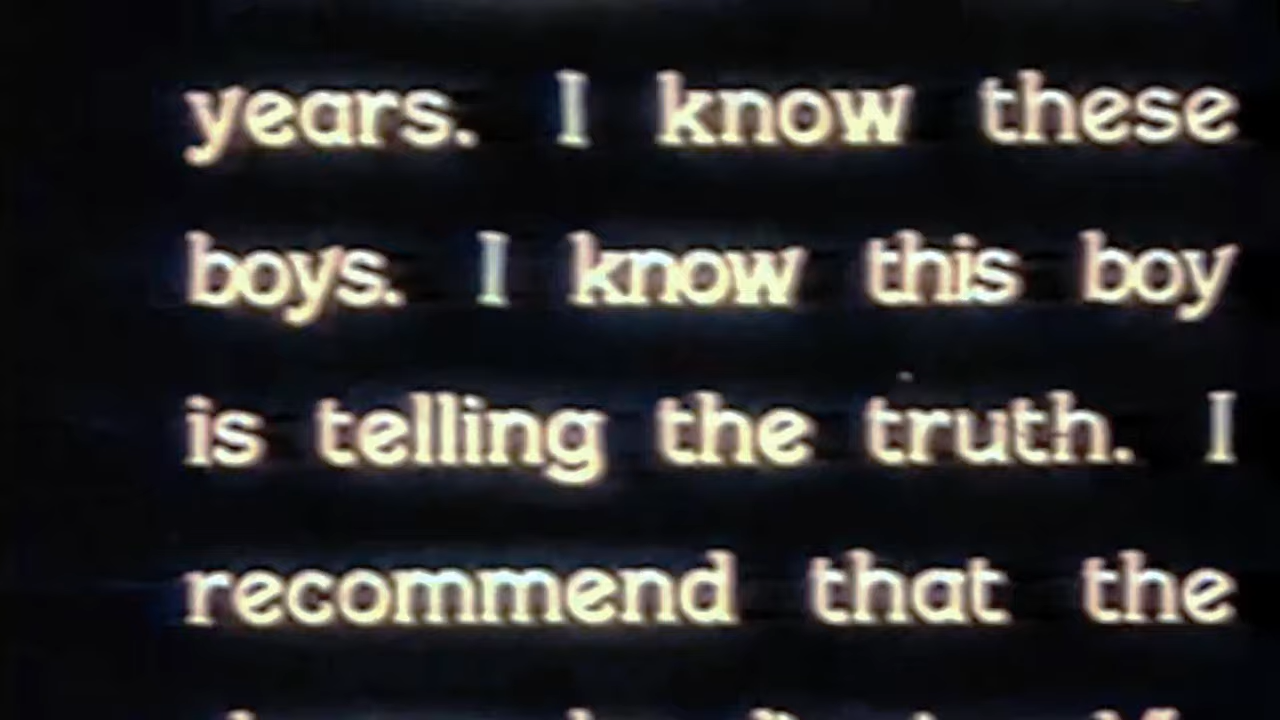 years. I know these
boys. I know this boy
is telling the truth. I
recommend that the